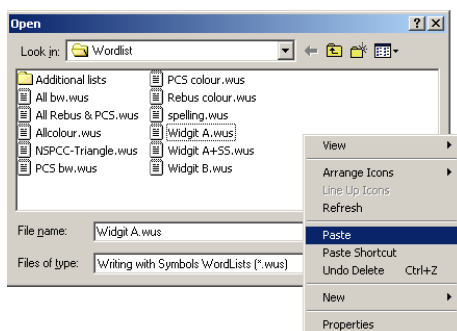 Open
Look in: Wordlist
Additional lists
All bw.wus
All Rebus & PCS.wus
Allcolour.wus
NSPCC-Triangle.wus
PCS bw.wus
PCS colour.wus
Rebus colour.wus
spelling.wus
Widgit A.wus
Widgit A+SS.wus
Widgit B.wus
File name: Widgit A.wus
Files of type: Writing with Symbols WordLists (*.wus)
View
Arrange Icons
Line Up Icons
Refresh
Paste
Paste Shortcut
Undo Delete Ctrl+Z
New
Properties